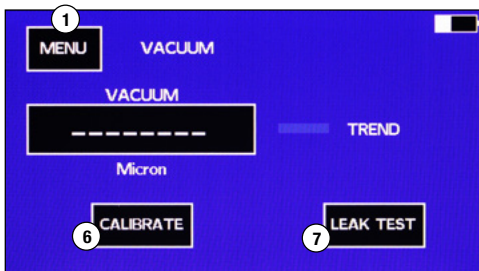 1
MENU VACUUM
VACUUM
--------
TREND
Micron
6 CALIBRATE
7 LEAK TEST